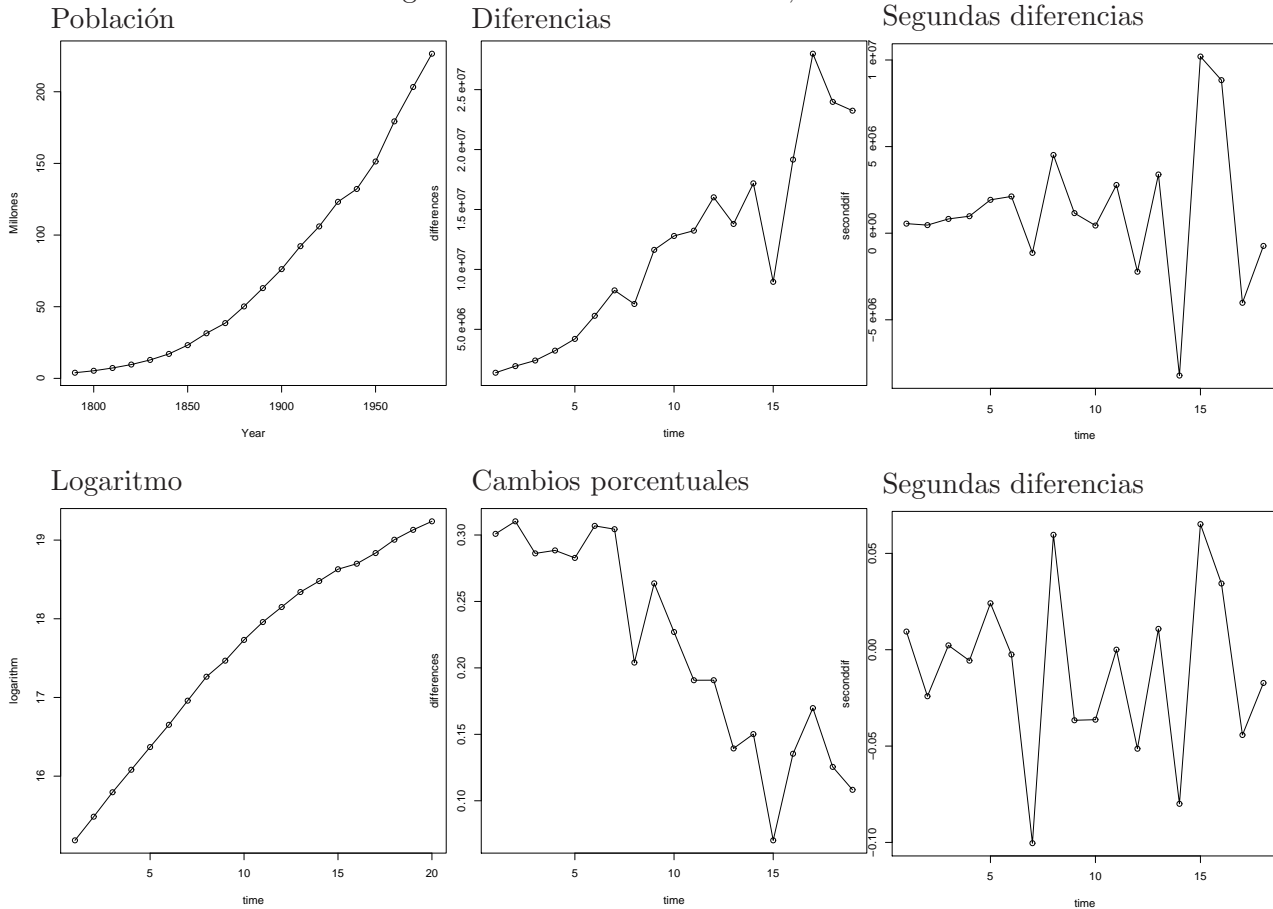 Población
Millones
200
150
100
50
0
1800
1850
1900
1950
Year
Diferencias
differences
2.5 e+07
2.0 e+07
1.5 e+07
1.0 e+07
5.0 e+06
5
10
15
time
Segundas diferencias
seconddif
1 e+07
5 e+06
0 e+00
−5 e+06
5
10
15
time
Logaritmo
logarithm
19
18
17
16
5
10
15
20
time
Cambios porcentuales
differences
0.30
0.25
0.20
0.15
0.10
5
10
15
time
Segundas diferencias
seconddif
0.05
0.00
−0.05
−0.10
5
10
15
time